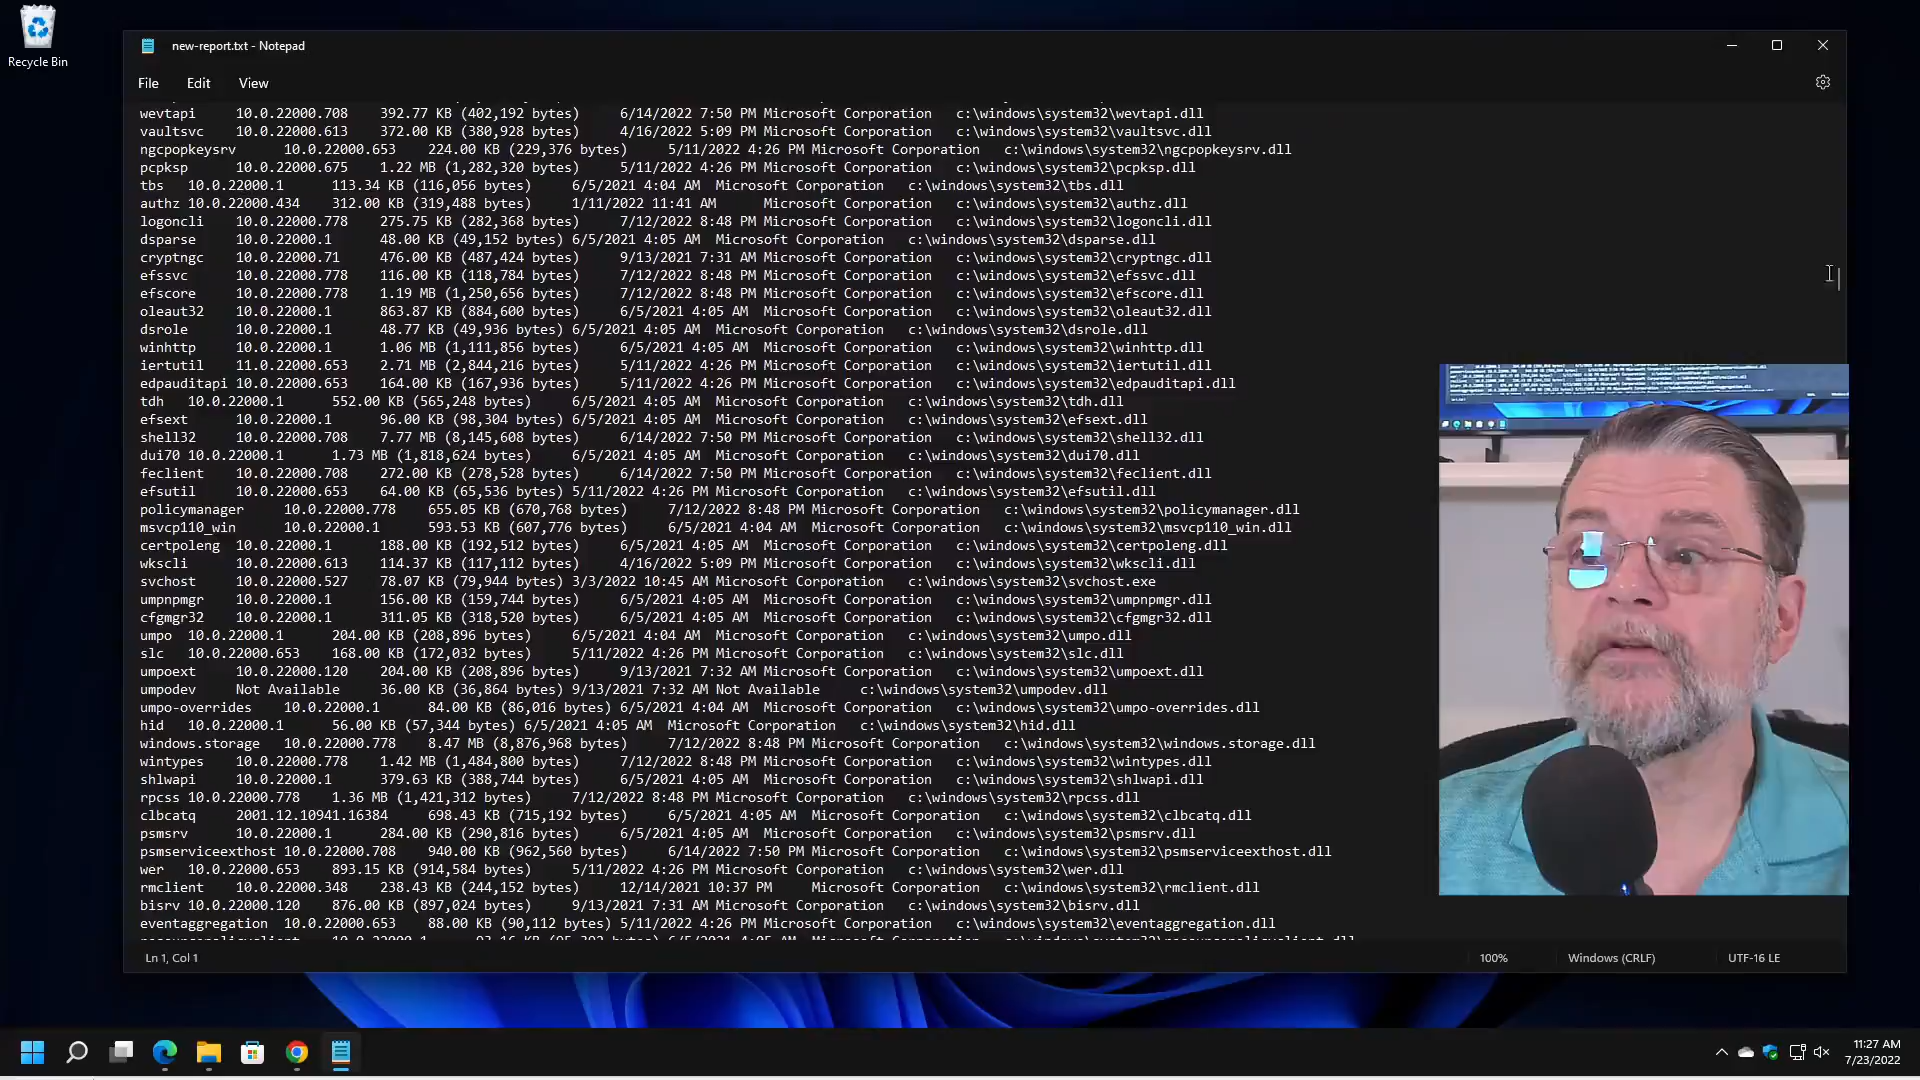 Recycle Bin
new-report.txt - Notepad
File Edit View
wevtapi 10.0.22000.708 392.77 KB (402,192 bytes) 6/14/2022 7:50 PM Microsoft Corporation c:\windows\system32\wevtapi.dll
vaultsvc 10.0.22000.613 372.00 KB (380,928 bytes) 4/16/2022 5:09 PM Microsoft Corporation c:\windows\system32\vaultsvc.dll
ngcpopkeysrv 10.0.22000.653 224.00 KB (229,376 bytes) 5/11/2022 4:26 PM Microsoft Corporation c:\windows\system32\ngcpopkeysrv.dll
pcpksp 10.0.22000.675 1.22 MB (1,282,320 bytes) 5/11/2022 4:26 PM Microsoft Corporation c:\windows\system32\pcpksp.dll
tbs 10.0.22000.1 113.34 KB (116,056 bytes) 6/5/2021 4:04 AM Microsoft Corporation c:\windows\system32\tbs.dll
authz 10.0.22000.434 312.00 KB (319,488 bytes) 1/11/2022 11:41 AM Microsoft Corporation c:\windows\system32\authz.dll
logoncli 10.0.22000.778 275.75 KB (282,368 bytes) 7/12/2022 8:48 PM Microsoft Corporation c:\windows\system32\logoncli.dll
dsparse 10.0.22000.1 48.00 KB (49,152 bytes) 6/5/2021 4:05 AM Microsoft Corporation c:\windows\system32\dsparse.dll
cryptngc 10.0.22000.71 476.00 KB (487,424 bytes) 9/13/2021 7:31 AM Microsoft Corporation c:\windows\system32\cryptngc.dll
efssvc 10.0.22000.778 116.00 KB (118,784 bytes) 7/12/2022 8:48 PM Microsoft Corporation c:\windows\system32\efssvc.dll
efscore 10.0.22000.778 1.19 MB (1,250,656 bytes) 7/12/2022 8:48 PM Microsoft Corporation c:\windows\system32\efscore.dll
oleaut32 10.0.22000.1 863.87 KB (884,600 bytes) 6/5/2021 4:05 AM Microsoft Corporation c:\windows\system32\oleaut32.dll
dsrole 10.0.22000.1 48.77 KB (49,936 bytes) 6/5/2021 4:05 AM Microsoft Corporation c:\windows\system32\dsrole.dll
winhttp 10.0.22000.1 1.06 MB (1,111,856 bytes) 6/5/2021 4:05 AM Microsoft Corporation c:\windows\system32\winhttp.dll
iertutil 11.0.22000.653 2.71 MB (2,844,216 bytes) 5/11/2022 4:26 PM Microsoft Corporation c:\windows\system32\iertutil.dll
edpauditapi 10.0.22000.653 164.00 KB (167,936 bytes) 5/11/2022 4:26 PM Microsoft Corporation c:\windows\system32\edpauditapi.dll
tdh 10.0.22000.1 552.00 KB (565,248 bytes) 6/5/2021 4:05 AM Microsoft Corporation c:\windows\system32\tdh.dll
efsext 10.0.22000.1 96.00 KB (98,304 bytes) 6/5/2021 4:05 AM Microsoft Corporation c:\windows\system32\efsext.dll
shell32 10.0.22000.708 7.77 MB (8,145,608 bytes) 6/14/2022 7:50 PM Microsoft Corporation c:\windows\system32\shell32.dll
dui70 10.0.22000.1 1.73 MB (1,818,624 bytes) 6/5/2021 4:05 AM Microsoft Corporation c:\windows\system32\dui70.dll
feclient 10.0.22000.708 272.00 KB (278,528 bytes) 6/14/2022 7:50 PM Microsoft Corporation c:\windows\system32\feclient.dll
efsutil 10.0.22000.653 64.00 KB (65,536 bytes) 5/11/2022 4:26 PM Microsoft Corporation c:\windows\system32\efsutil.dll
policymanager 10.0.22000.778 655.05 KB (670,768 bytes) 7/12/2022 8:48 PM Microsoft Corporation c:\windows\system32\policymanager.dll
msvcp110_win 10.0.22000.1 593.53 KB (607,776 bytes) 6/5/2021 4:04 AM Microsoft Corporation c:\windows\system32\msvcp110_win.dll
certpoleng 10.0.22000.1 188.00 KB (192,512 bytes) 6/5/2021 4:05 AM Microsoft Corporation c:\windows\system32\certpoleng.dll
wkscli 10.0.22000.613 114.37 KB (117,112 bytes) 4/16/2022 5:09 PM Microsoft Corporation c:\windows\system32\wkscli.dll
svchost 10.0.22000.527 78.07 KB (79,944 bytes) 3/3/2022 10:45 AM Microsoft Corporation c:\windows\system32\svchost.exe
umpnpmgr 10.0.22000.1 156.00 KB (159,744 bytes) 6/5/2021 4:05 AM Microsoft Corporation c:\windows\system32\umpnpmgr.dll
cfgmgr32 10.0.22000.1 311.05 KB (318,520 bytes) 6/5/2021 4:05 AM Microsoft Corporation c:\windows\system32\cfgmgr32.dll
umpo 10.0.22000.1 204.00 KB (208,896 bytes) 6/5/2021 4:04 AM Microsoft Corporation c:\windows\system32\umpo.dll
slc 10.0.22000.653 168.00 KB (172,032 bytes) 5/11/2022 4:26 PM Microsoft Corporation c:\windows\system32\slc.dll
umpoext 10.0.22000.120 204.00 KB (208,896 bytes) 9/13/2021 7:32 AM Microsoft Corporation c:\windows\system32\umpoext.dll
umpodev Not Available 36.00 KB (36,864 bytes) 9/13/2021 7:32 AM Not Available c:\windows\system32\umpodev.dll
umpo-overrides 10.0.22000.1 84.00 KB (86,016 bytes) 6/5/2021 4:04 AM Microsoft Corporation c:\windows\system32\umpo-overrides.dll
hid 10.0.22000.1 56.00 KB (57,344 bytes) 6/5/2021 4:05 AM Microsoft Corporation c:\windows\system32\hid.dll
windows.storage 10.0.22000.778 8.47 MB (8,876,968 bytes) 7/12/2022 8:48 PM Microsoft Corporation c:\windows\system32\windows.storage.dll
wintypes 10.0.22000.778 1.42 MB (1,484,800 bytes) 7/12/2022 8:48 PM Microsoft Corporation c:\windows\system32\wintypes.dll
shlwapi 10.0.22000.1 379.63 KB (388,744 bytes) 6/5/2021 4:05 AM Microsoft Corporation c:\windows\system32\shlwapi.dll
rpcss 10.0.22000.778 1.36 MB (1,421,312 bytes) 7/12/2022 8:48 PM Microsoft Corporation c:\windows\system32\rpcss.dll
clbcatq 2001.12.10941.16384 698.43 KB (715,192 bytes) 6/5/2021 4:05 AM Microsoft Corporation c:\windows\system32\clbcatq.dll
psmsrv 10.0.22000.1 284.00 KB (290,816 bytes) 6/5/2021 4:05 AM Microsoft Corporation c:\windows\system32\psmsrv.dll
psmserviceexthost 10.0.22000.708 940.00 KB (962,560 bytes) 6/14/2022 7:50 PM Microsoft Corporation c:\windows\system32\psmserviceexthost.dll
wer 10.0.22000.653 893.15 KB (914,584 bytes) 5/11/2022 4:26 PM Microsoft Corporation c:\windows\system32\wer.dll
rmclient 10.0.22000.348 238.43 KB (244,152 bytes) 12/14/2021 10:37 PM Microsoft Corporation c:\windows\system32\rmclient.dll
bisrv 10.0.22000.120 876.00 KB (897,024 bytes) 9/13/2021 7:31 AM Microsoft Corporation c:\windows\system32\bisrv.dll
eventaggregation 10.0.22000.653 88.00 KB (90,112 bytes) 5/11/2022 4:26 PM Microsoft Corporation c:\windows\system32\eventaggregation.dll
Ln 1, Col 1 100% Windows (CRLF) UTF-16 LE
11:27 AM
7/23/2022